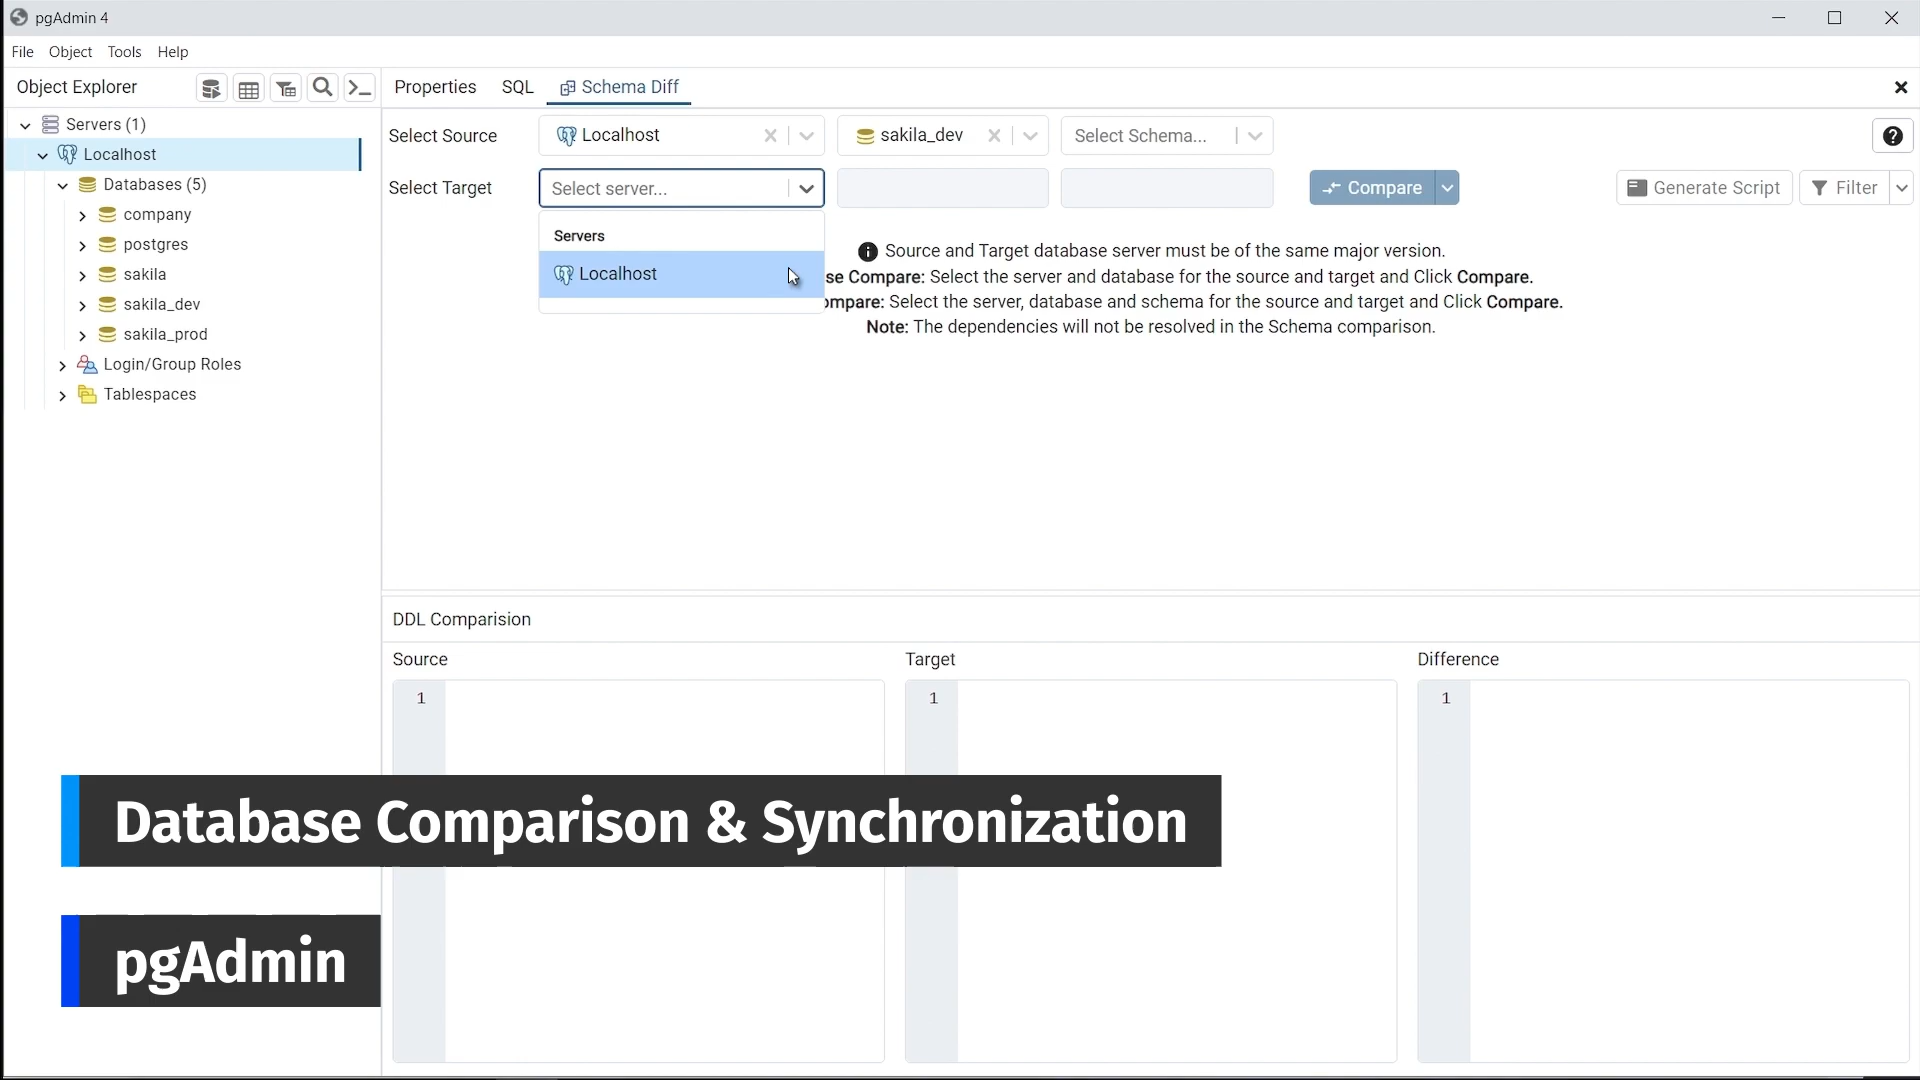 pgAdmin 4
File Object Tools Help
Object Explorer
Properties SQL Schema Diff
Servers (1)
Localhost
Databases (5)
company
postgres
sakila
sakila_dev
sakila_prod
Login/Group Roles
Tablespaces
Select Source Localhost sakila_dev Select Schema...
Select Target Select server... Compare Generate Script Filter
Servers
Localhost
Source and Target database server must be of the same major version.
se Compare: Select the server and database for the source and target and Click Compare.
ompare: Select the server, database and schema for the source and target and Click Compare.
Note: The dependencies will not be resolved in the Schema comparison.
DDL Comparision
Source Target Difference
1 1 1
Database Comparison & Synchronization
pgAdmin